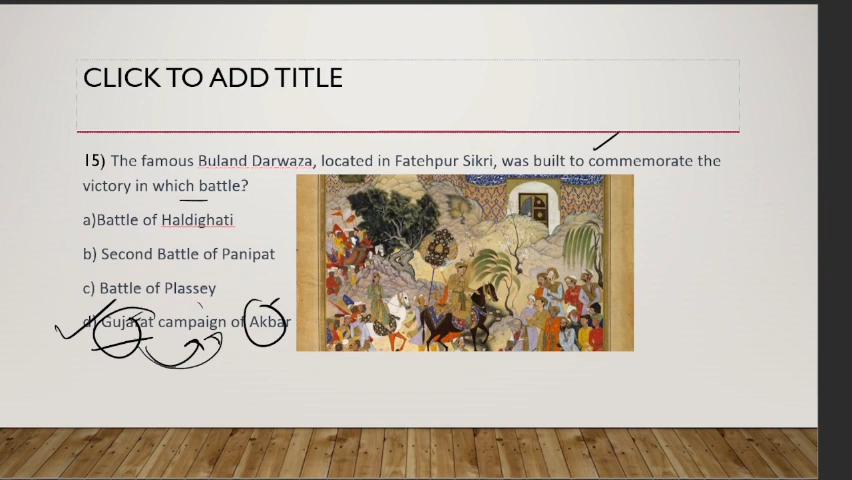 CLICK TO ADD TITLE
15) The famous Buland Darwaza, located in Fatehpur Sikri, was built to commemorate the
victory in which battle?
a)Battle of Haldighati
b) Second Battle of Panipat
c) Battle of Plassey
d) Gujarat campaign of Akbar